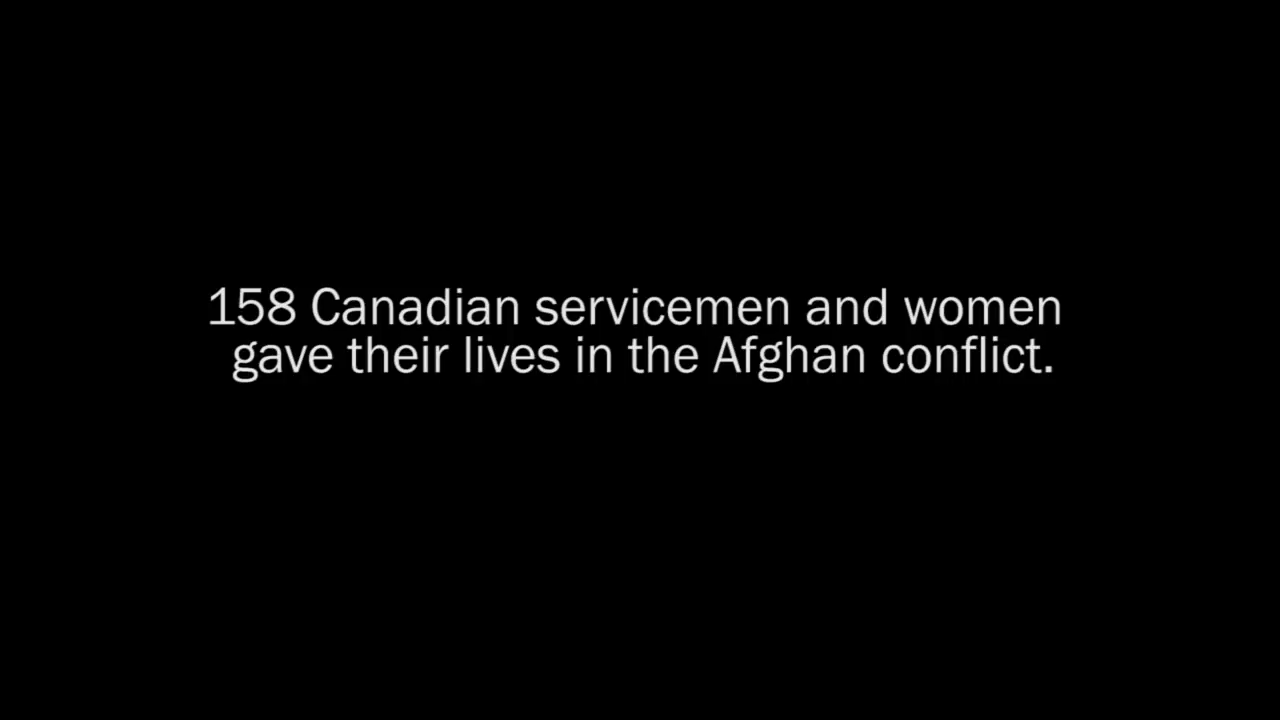 158 Canadian servicemen and women
gave their lives in the Afghan conflict.